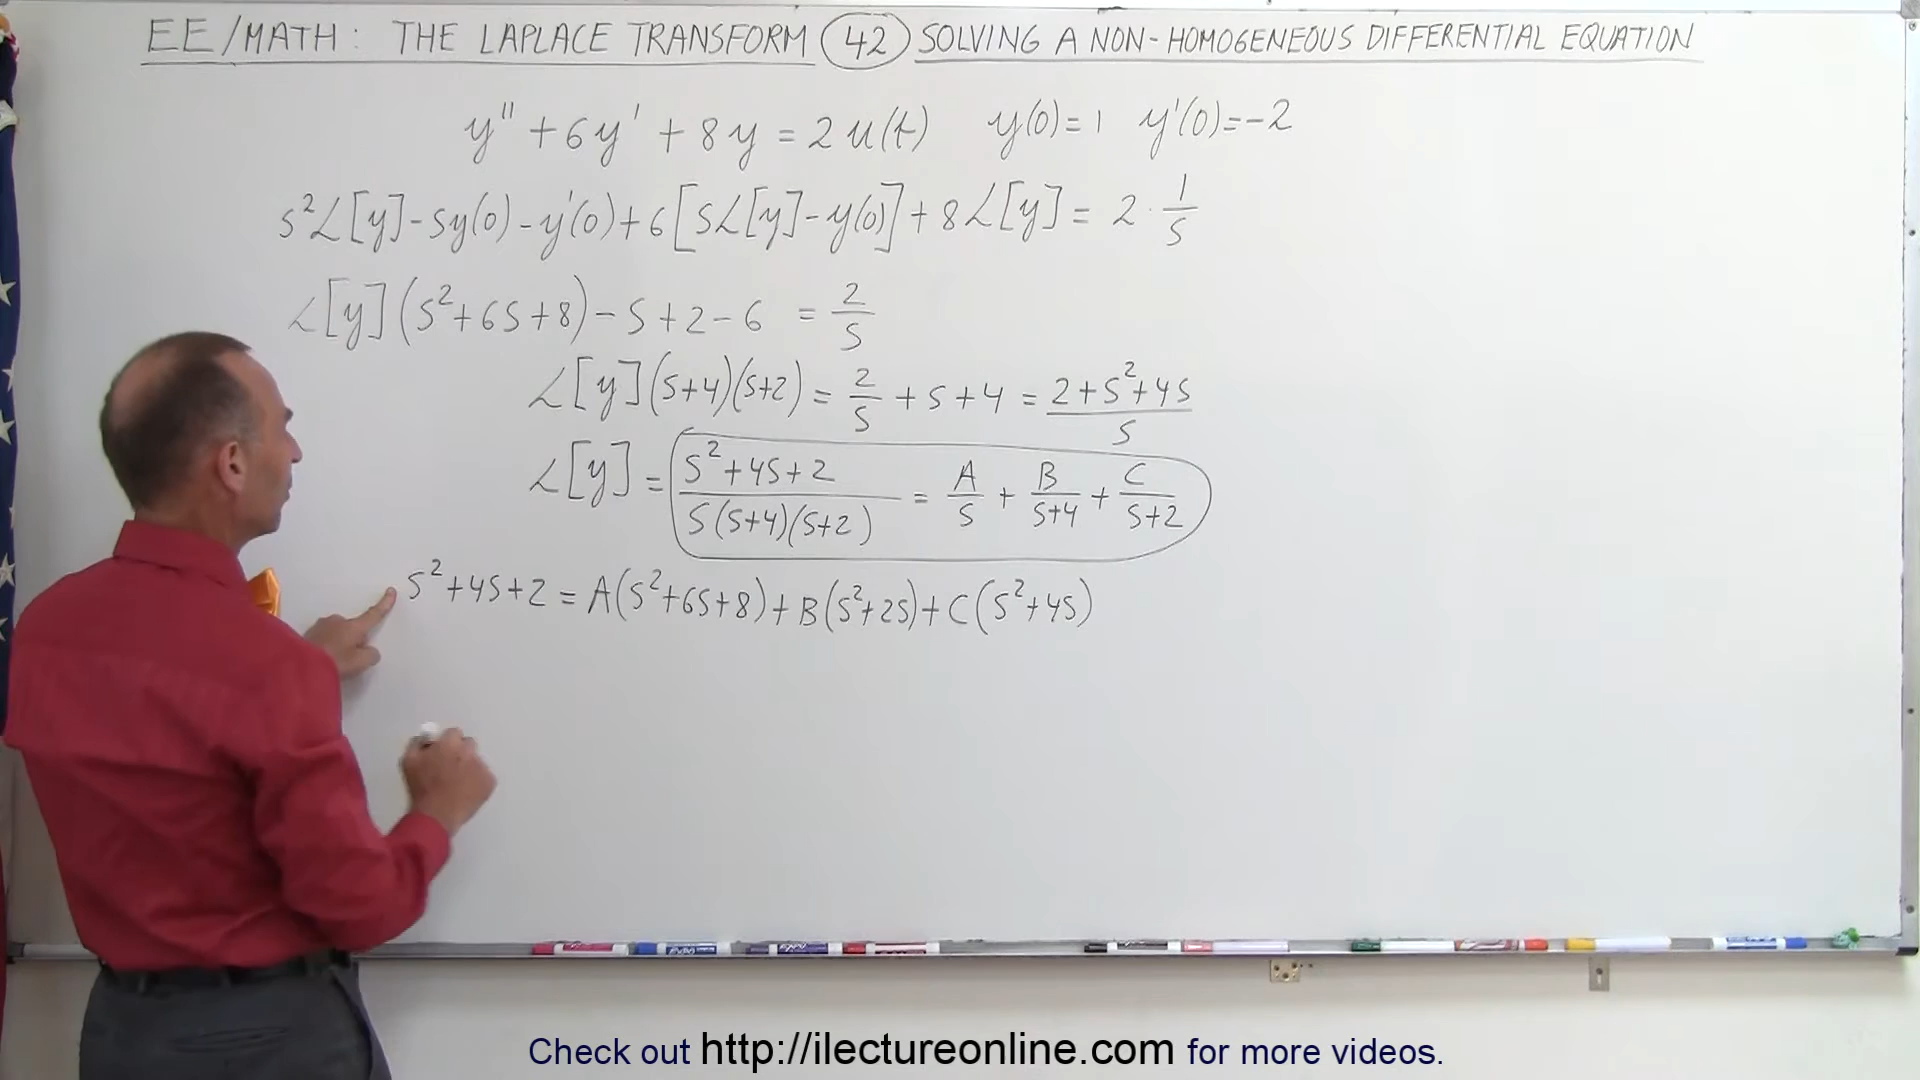 EE/MATH: THE LAPLACE TRANSFORM (42) SOLVING A NON-HOMOGENEOUS DIFFERENTIAL EQUATION
y'' + 6y' + 8y = 2u(t) y(0)=1 y'(0)=-2
s²L[y] - sy(0) - y'(0) + 6[sL[y] - y(0)] + 8L[y] = 2 · 1/s
L[y](s² + 6s + 8) - s + 2 - 6 = 2/s
L[y](s+4)(s+2) = 2/s + s + 4 = (2 + s² + 4s)/s
L[y] = (s² + 4s + 2)/(s(s+4)(s+2)) = A/s + B/(s+4) + C/(s+2)
s² + 4s + 2 = A(s² + 6s + 8) + B(s² + 2s) + C(s² + 4s)
Check out http://ilectureonline.com for more videos.